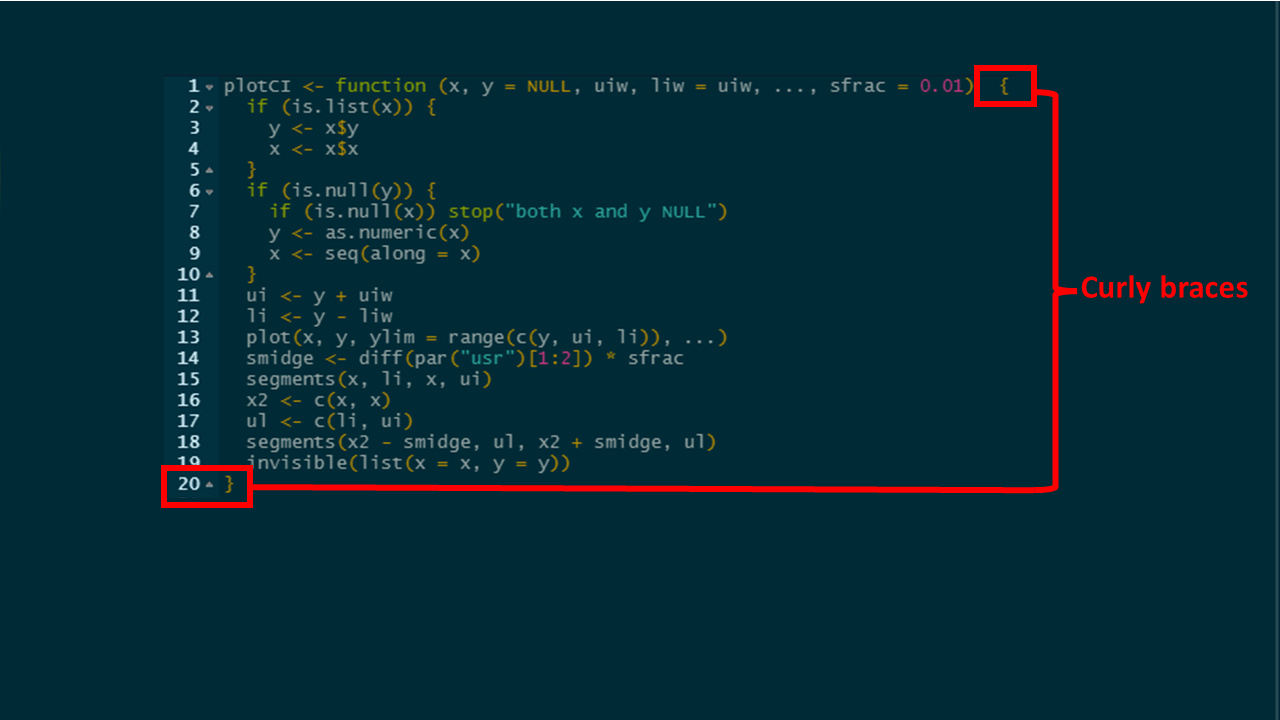 1 plotCI <- function (x, y = NULL, uiw, liw = uiw, ..., sfrac = 0.01) {
2 if (is.list(x)) {
3 y <- x$y
4 x <- x$x
5 }
6 if (is.null(y)) {
7 if (is.null(x)) stop("both x and y NULL")
8 y <- as.numeric(x)
9 x <- seq(along = x)
10 }
11 ui <- y + uiw
12 li <- y - liw
13 plot(x, y, ylim = range(c(y, ui, li)), ...)
14 smidge <- diff(par("usr")[1:2]) * sfrac
15 segments(x, li, x, ui)
16 x2 <- c(x, x)
17 ul <- c(li, ui)
18 segments(x2 - smidge, ul, x2 + smidge, ul)
19 invisible(list(x = x, y = y))
20 }
Curly braces